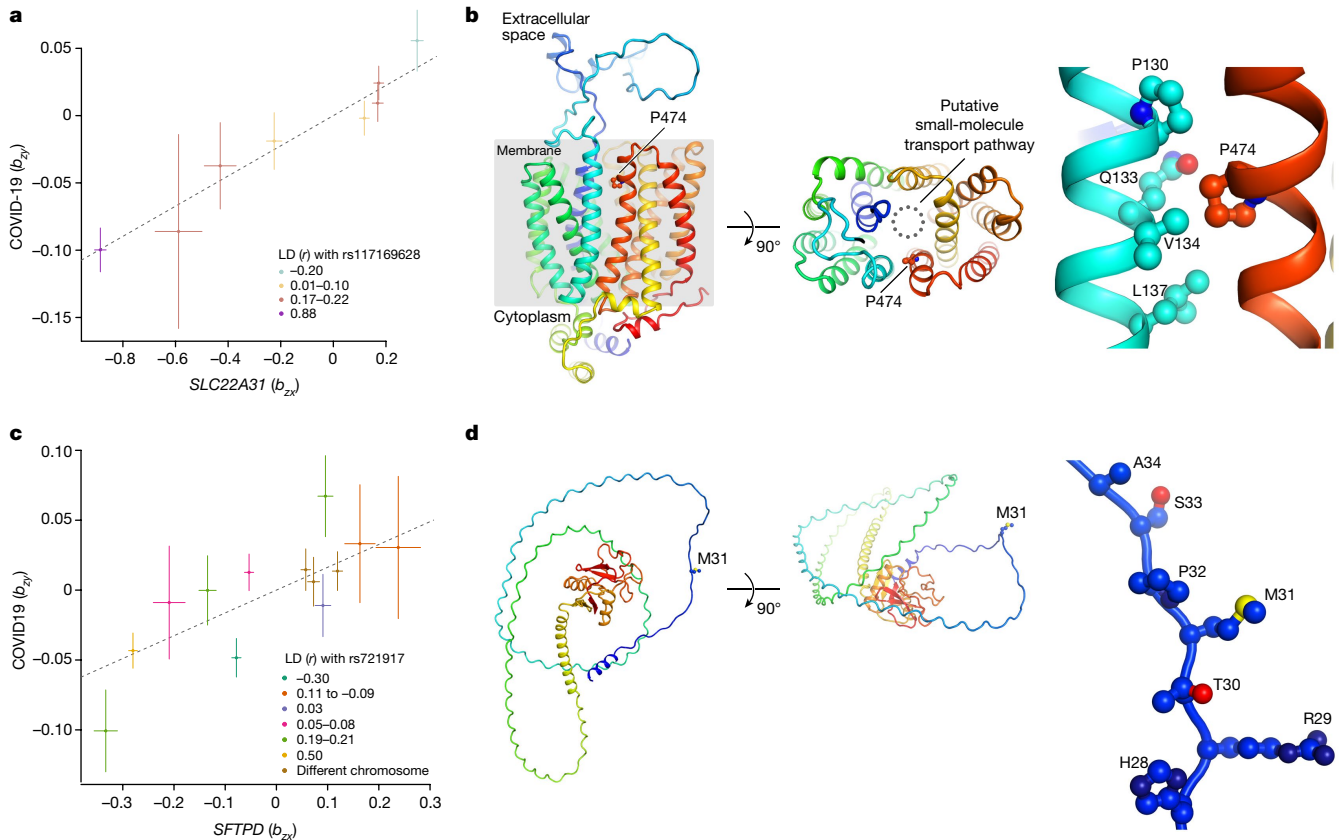 a
0.05
0
−0.05
−0.10
−0.15
COVID-19 (bzy)
−0.8
−0.6
−0.4
−0.2
0.2
SLC22A31 (bzx)
LD (r) with rs117169628
−0.20
0.01–0.10
0.17–0.22
0.88
b
Extracellular
space
P474
Membrane
Cytoplasm
90°
Putative
small-molecule
transport pathway
P474
P130
Q133
P474
V134
L137
c
0.10
0.05
0
−0.05
−0.10
COVID19 (bzy)
−0.3
−0.2
−0.1
0
0.1
0.2
0.3
SFTPD (bzx)
LD (r) with rs721917
−0.30
0.11 to −0.09
0.03
0.05–0.08
0.19–0.21
0.50
Different chromosome
d
M31
90°
M31
A34
S33
P32
M31
T30
R29
H28